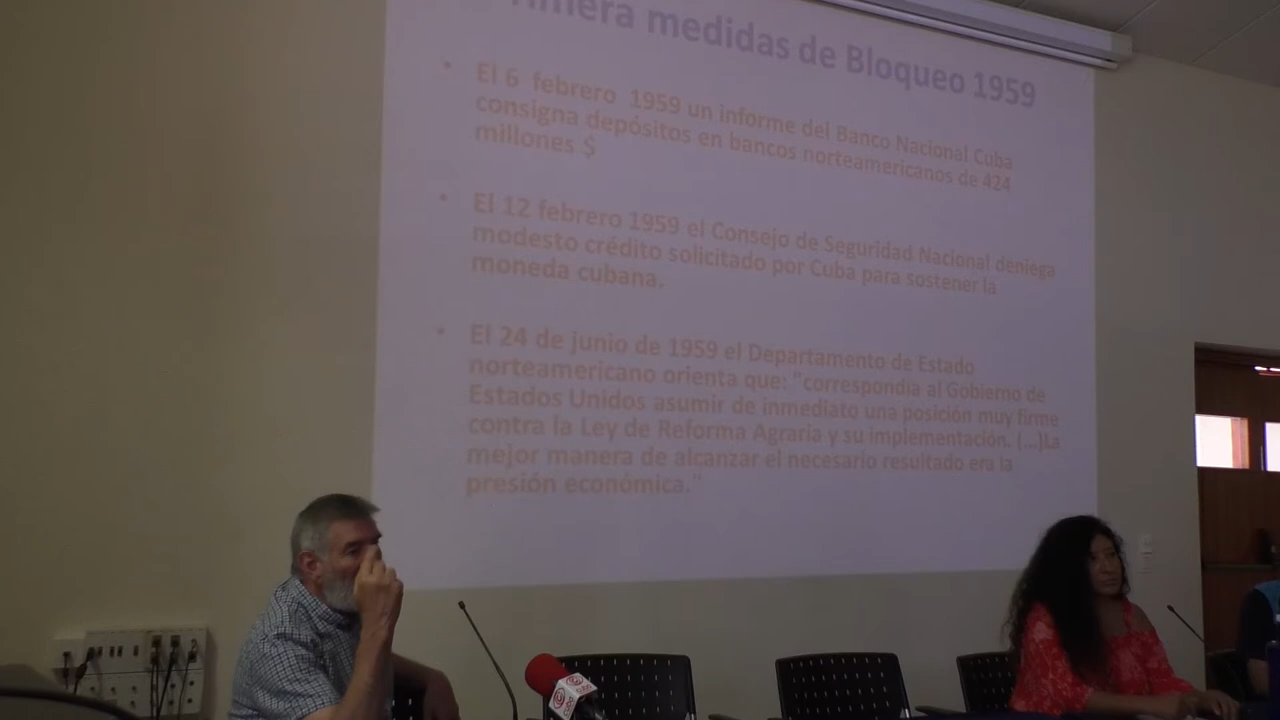 rimera medidas de Bloqueo 1959
• El 6 febrero 1959 un informe del Banco Nacional Cuba
consigna depósitos en bancos norteamericanos de 424
millones $
• El 12 febrero 1959 el Consejo de Seguridad Nacional deniega
modesto crédito solicitado por Cuba para sostener la
moneda cubana.
• El 24 de junio de 1959 el Departamento de Estado
norteamericano orienta que: "correspondía al Gobierno de
Estados Unidos asumir de inmediato una posición muy firme
contra la Ley de Reforma Agraria y su implementación. (...)La
mejor manera de alcanzar el necesario resultado era la
presión económica."